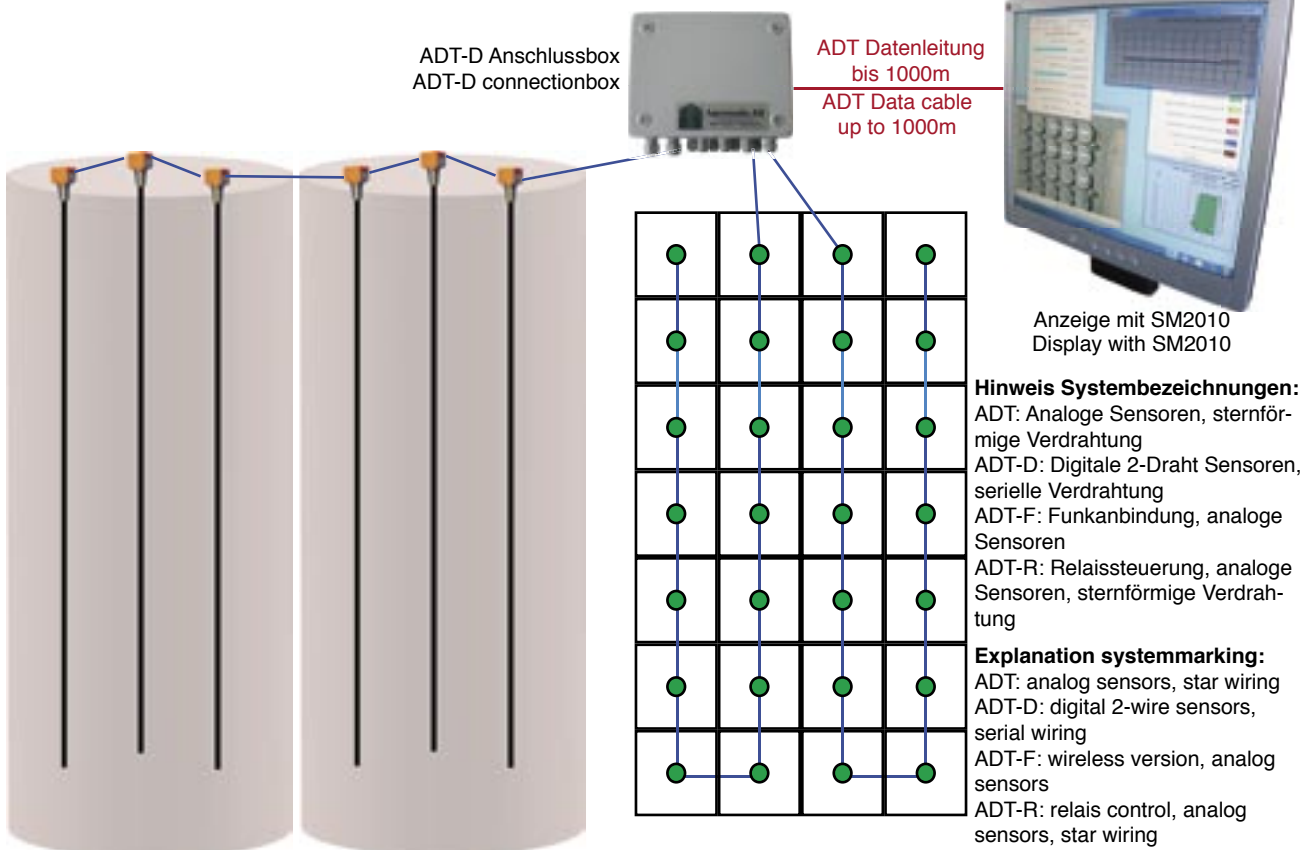 ADT-D Anschlussbox
ADT-D connectionbox
ADT Datenleitung
bis 1000m
ADT Data cable
up to 1000m
Anzeige mit SM2010
Display with SM2010
Hinweis Systembezeichnungen:
ADT: Analoge Sensoren, sternför-
mige Verdrahtung
ADT-D: Digitale 2-Draht Sensoren,
serielle Verdrahtung
ADT-F: Funkanbindung, analoge
Sensoren
ADT-R: Relaissteuerung, analoge
Sensoren, sternförmige Verdrah-
tung
Explanation systemmarking:
ADT: analog sensors, star wiring
ADT-D: digital 2-wire sensors,
serial wiring
ADT-F: wireless version, analog
sensors
ADT-R: relais control, analog
sensors, star wiring